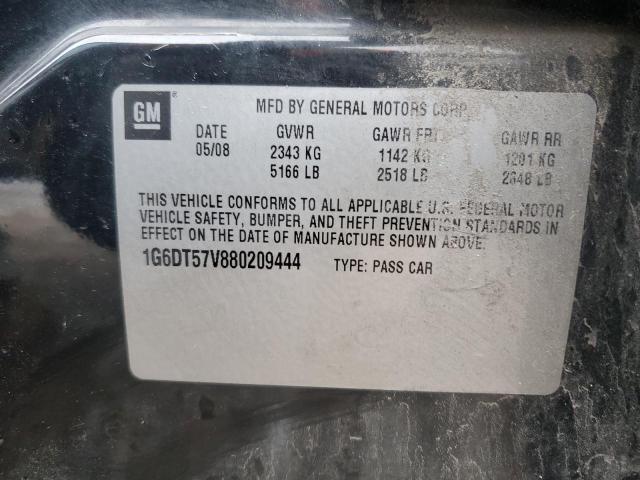 GM ®
MFD BY GENERAL MOTORS CORP
DATE GVWR GAWR FRT GAWR RR
05/08 2343 KG 1142 KG 1201 KG
5166 LB 2518 LB 2648 LB
THIS VEHICLE CONFORMS TO ALL APPLICABLE U.S. FEDERAL MOTOR
VEHICLE SAFETY, BUMPER, AND THEFT PREVENTION STANDARDS IN
EFFECT ON THE DATE OF MANUFACTURE SHOWN ABOVE.
1G6DT57V880209444 TYPE: PASS CAR